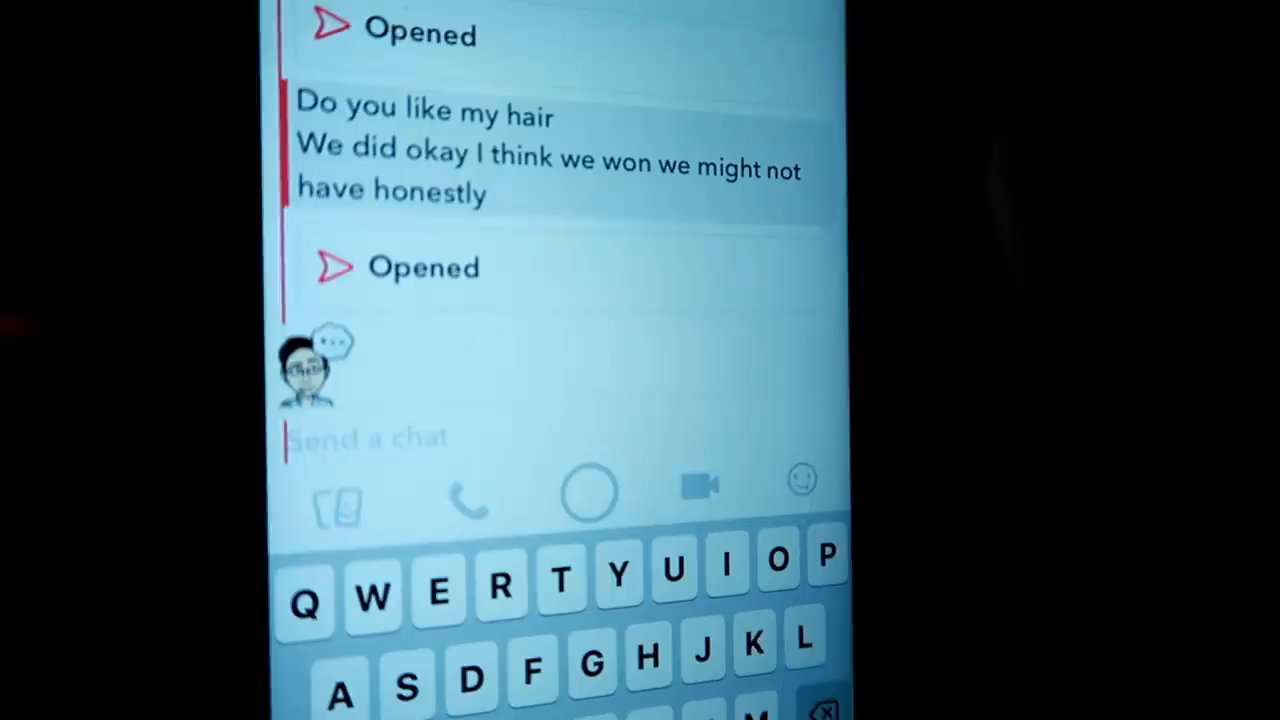 Opened
Do you like my hair
We did okay I think we won we might not
have honestly
Opened
Send a chat
Q W E R T Y U I O P
A S D F G H J K L
M